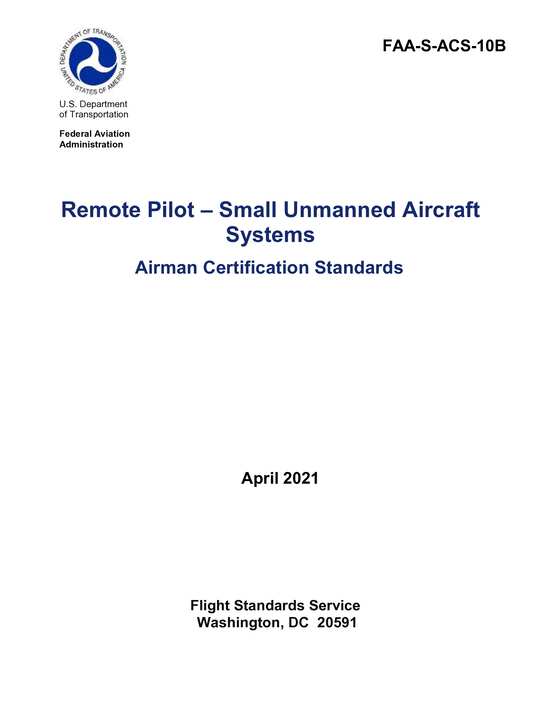 DEPARTMENT OF TRANSPORTATION
UNITED STATES OF AMERICA
FAA-S-ACS-10B
U.S. Department
of Transportation
Federal Aviation
Administration
Remote Pilot – Small Unmanned Aircraft
Systems
Airman Certification Standards
April 2021
Flight Standards Service
Washington, DC 20591